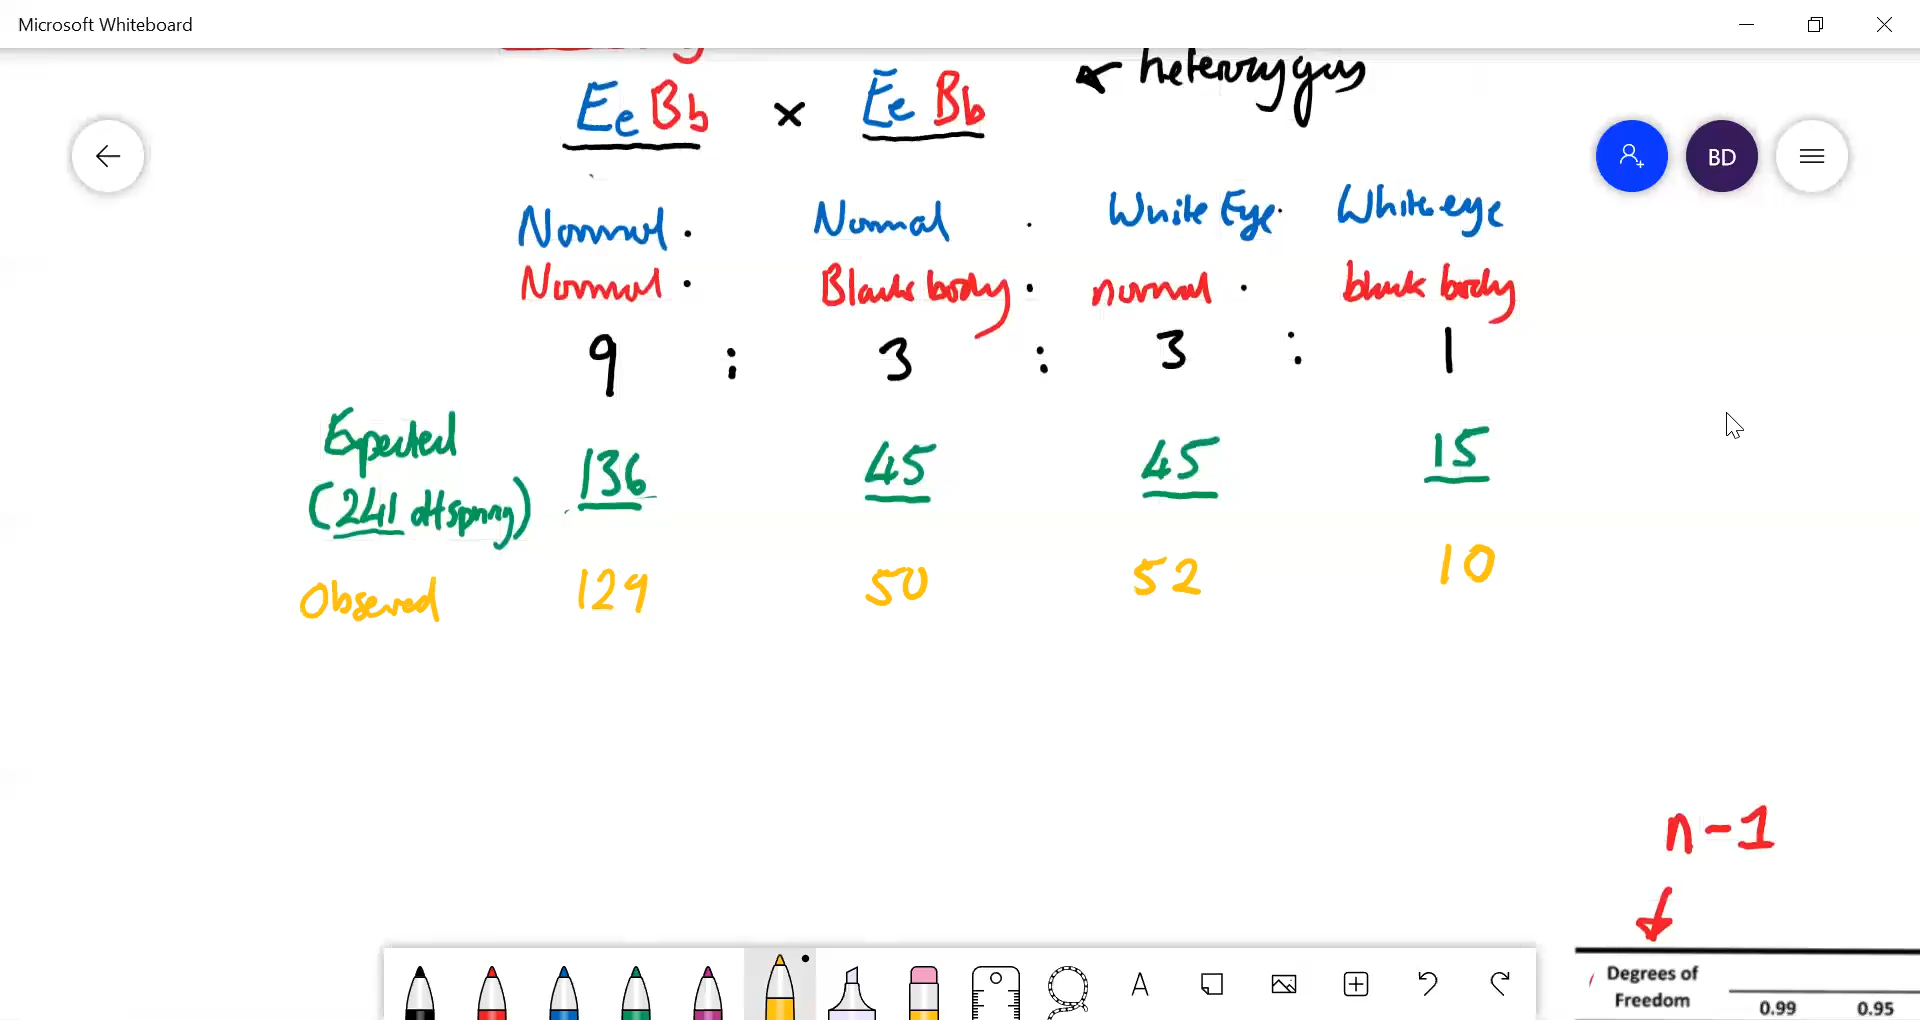 Microsoft Whiteboard
heterozygous
Ee Bb × Ee Bb
BD
Normal . Normal . White Eye . White eye
Normal . Black body : normal . black body
9 : 3 : 3 : 1
Expected 136 45 45 15
(241 offspring)
Observed 129 50 52 10
n-1
Degrees of
Freedom
0.99 0.95
A